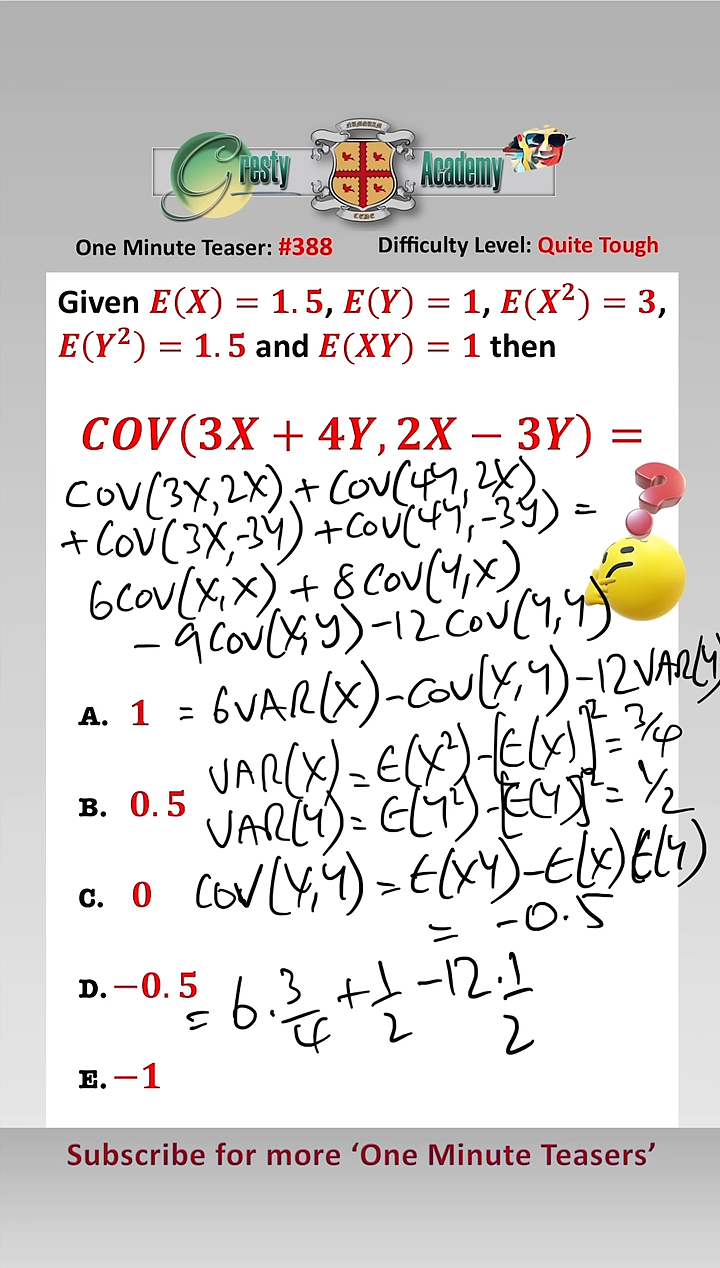 NUMQUAM
Gresty Academy
CEDE
One Minute Teaser: #388 Difficulty Level: Quite Tough
Given E(X) = 1.5, E(Y) = 1, E(X²) = 3,
E(Y²) = 1.5 and E(XY) = 1 then
COV(3X + 4Y, 2X − 3Y) =
COV(3X,2X) + COV(4Y,2X)
+ COV(3X,-3Y) + COV(4Y,-3Y) =
6COV(X,X) + 8COV(Y,X)
- 9COV(X,Y) - 12COV(Y,Y)
A. 1 = 6VAR(X) - COV(X,Y) - 12VAR(Y)
VAR(X) = E(X²) - [E(X)]² = 3/4
B. 0.5 VAR(Y) = E(Y²) - [E(Y)]² = 1/2
C. 0 COV(X,Y) = E(XY) - E(X)E(Y)
= -0.5
D. −0.5 = 6.3/4 + 1/2 - 12.1/2
E. −1
Subscribe for more ‘One Minute Teasers’